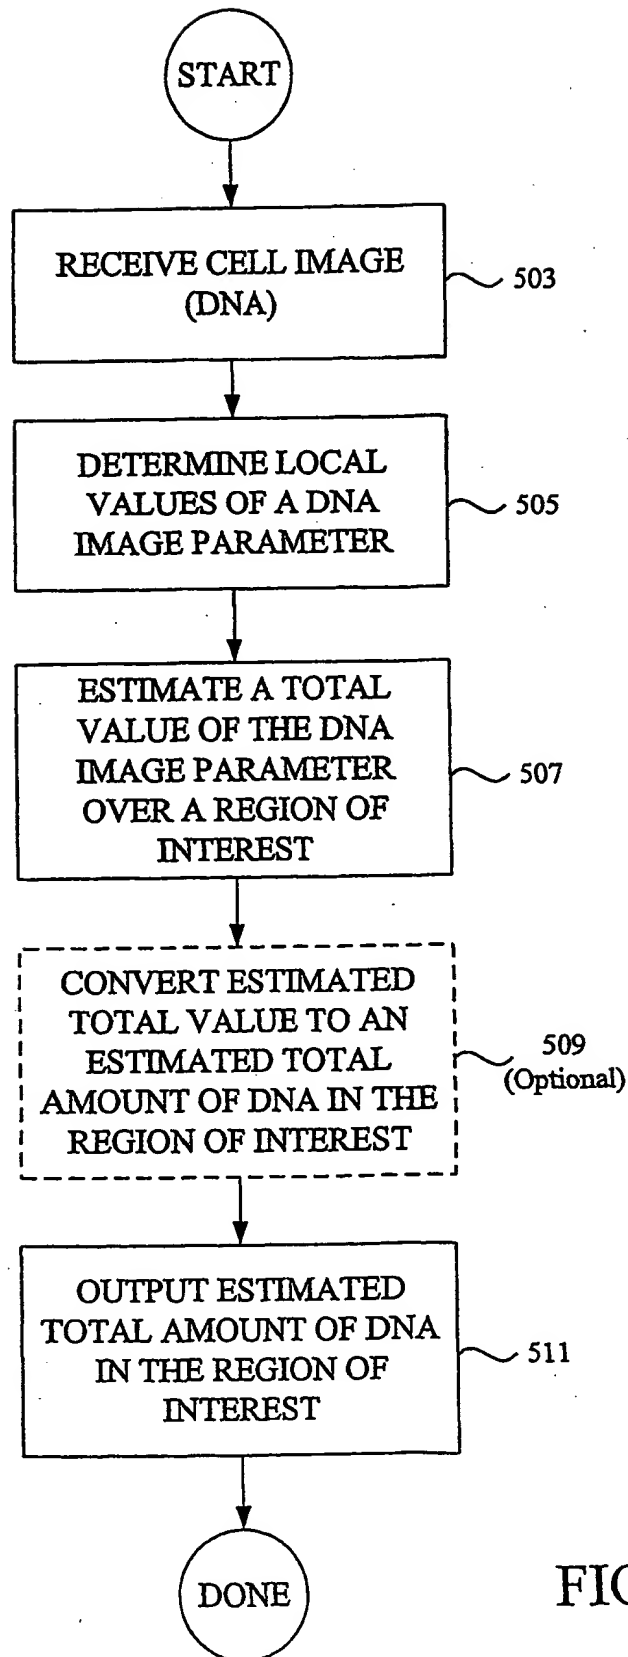 START
RECEIVE CELL IMAGE
(DNA)
503
DETERMINE LOCAL
VALUES OF A DNA
IMAGE PARAMETER
505
ESTIMATE A TOTAL
VALUE OF THE DNA
IMAGE PARAMETER
OVER A REGION OF
INTEREST
507
CONVERT ESTIMATED
TOTAL VALUE TO AN
ESTIMATED TOTAL
AMOUNT OF DNA IN THE
REGION OF INTEREST
509
(Optional)
OUTPUT ESTIMATED
TOTAL AMOUNT OF DNA
IN THE REGION OF
INTEREST
511
DONE